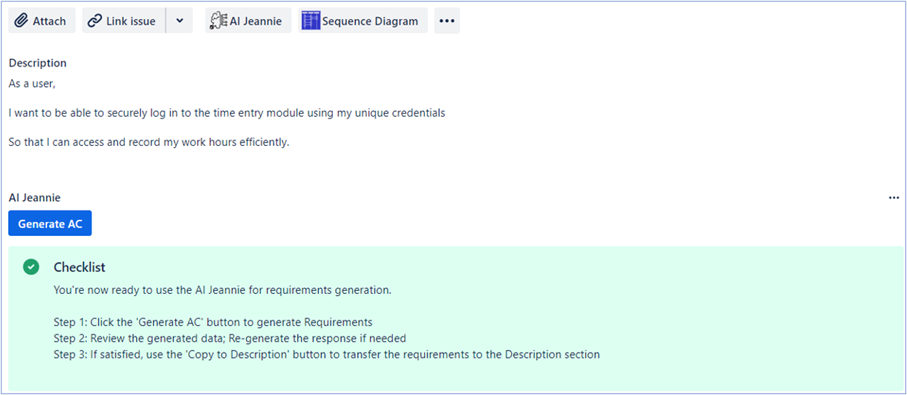 Attach Link issue AI Jeannie Sequence Diagram
Description
As a user,
I want to be able to securely log in to the time entry module using my unique credentials
So that I can access and record my work hours efficiently.
AI Jeannie
Generate AC
Checklist
You're now ready to use the AI Jeannie for requirements generation.
Step 1: Click the 'Generate AC' button to generate Requirements
Step 2: Review the generated data; Re-generate the response if needed
Step 3: If satisfied, use the 'Copy to Description' button to transfer the requirements to the Description section